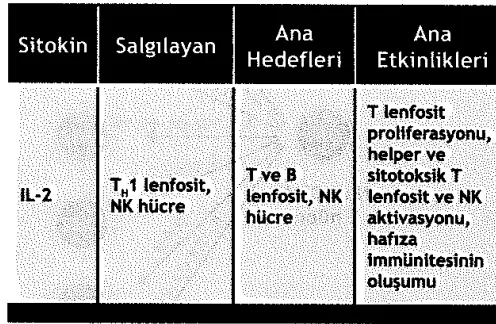 Sitokin
Salgılayan
Ana
Hedefleri
Ana
Etkinlikleri
IL-2
TH1 lenfosit,
NK hücre
T ve B
lenfosit, NK
hücre
T lenfosit
proliferasyonu,
helper ve
sitotoksik T
lenfosit ve NK
aktivasyonu,
hafıza
immünitesinin
oluşumu